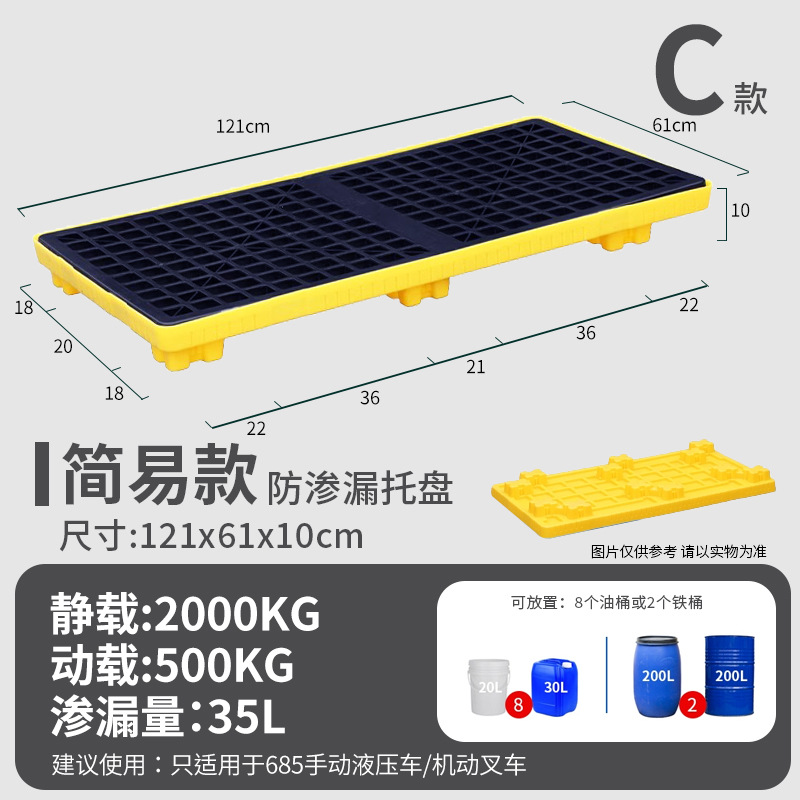 C款
121cm
61cm
10
18
20
18
22
36
21
36
22
简易款 防渗漏托盘
尺寸:121x61x10cm
图片仅供参考 请以实物为准
静载:2000KG
动载:500KG
渗漏量:35L
建议使用：只适用于685手动液压车/机动叉车
可放置：8个油桶或2个铁桶
20L
8
30L
200L
2
200L